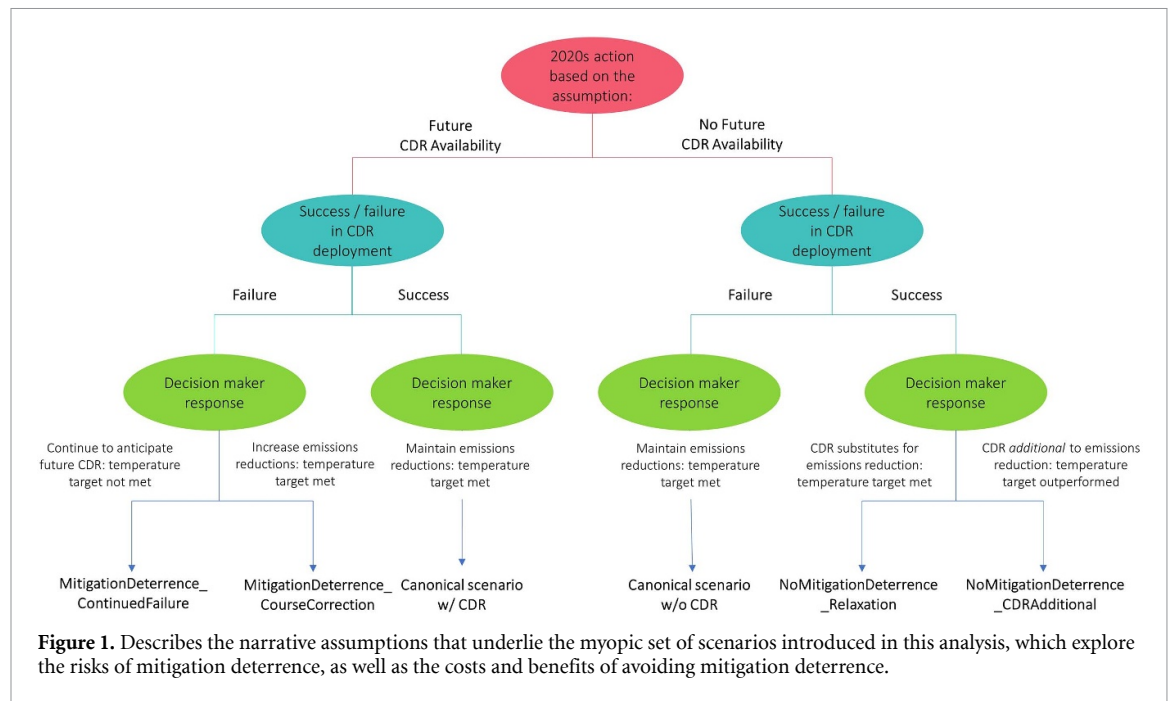 2020s action
based on the
assumption:
Future
CDR Availability
No Future
CDR Availability
Success / failure
in CDR
deployment
Success / failure
in CDR
deployment
Failure
Success
Failure
Success
Decision maker
response
Decision maker
response
Decision maker
response
Decision maker
response
Continue to anticipate
future CDR: temperature
target not met
Increase emissions
reductions: temperature
target met
Maintain emissions
reductions: temperature
target met
Maintain emissions
reductions: temperature
target met
CDR substitutes for
emissions reduction:
temperature target met
CDR additional to emissions
reduction: temperature
target outperformed
MitigationDeterrence_
ContinuedFailure
MitigationDeterrence_
CourseCorrection
Canonical scenario
w/ CDR
Canonical scenario
w/o CDR
NoMitigationDeterrence
_Relaxation
NoMitigationDeterrence
_CDRAdditional
Figure 1. Describes the narrative assumptions that underlie the myopic set of scenarios introduced in this analysis, which explore
the risks of mitigation deterrence, as well as the costs and benefits of avoiding mitigation deterrence.